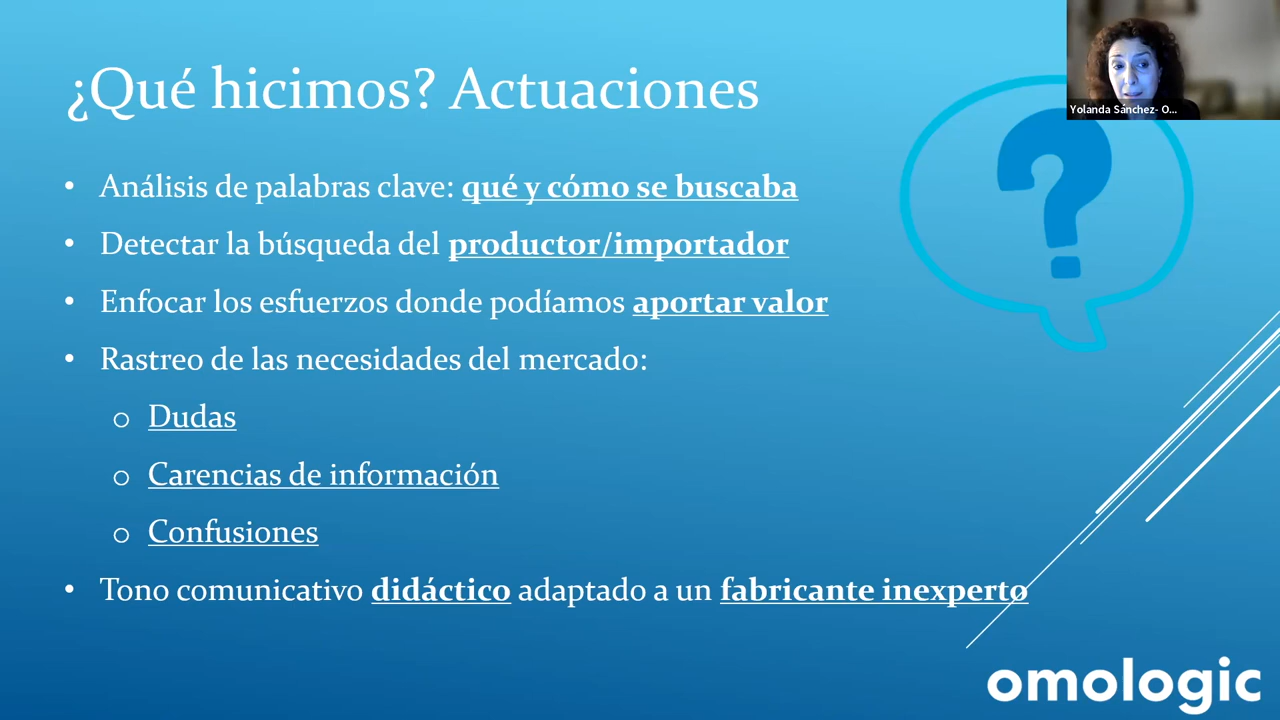 ¿Qué hicimos? Actuaciones
Yolanda Sánchez- O...
• Análisis de palabras clave: qué y cómo se buscaba
• Detectar la búsqueda del productor/importador
• Enfocar los esfuerzos donde podíamos aportar valor
• Rastreo de las necesidades del mercado:
o Dudas
o Carencias de información
o Confusiones
• Tono comunicativo didáctico adaptado a un fabricante inexperto
omologic